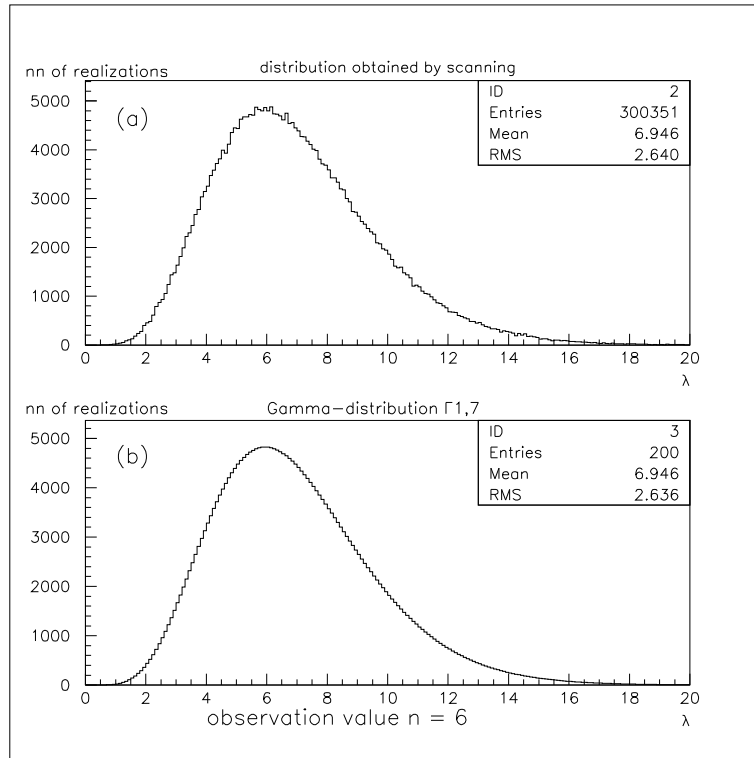 distribution obtained by scanning
nn of realizations
(a)
ID 2
Entries 300351
Mean 6.946
RMS 2.640
5000
4000
3000
2000
1000
0
0 2 4 6 8 10 12 14 16 18 20
λ
Gamma-distribution Γ1,7
nn of realizations
(b)
ID 3
Entries 200
Mean 6.946
RMS 2.636
5000
4000
3000
2000
1000
0
0 2 4 6 8 10 12 14 16 18 20
λ
observation value n = 6